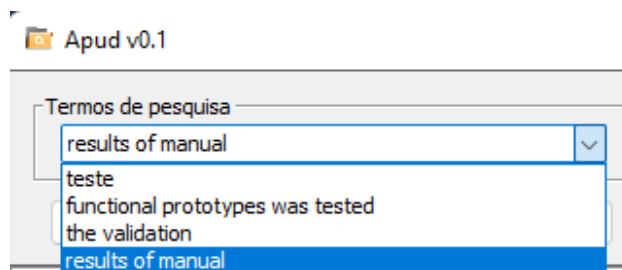 Apud v0.1
Termos de pesquisa
results of manual
teste
functional prototypes was tested
the validation
results of manual